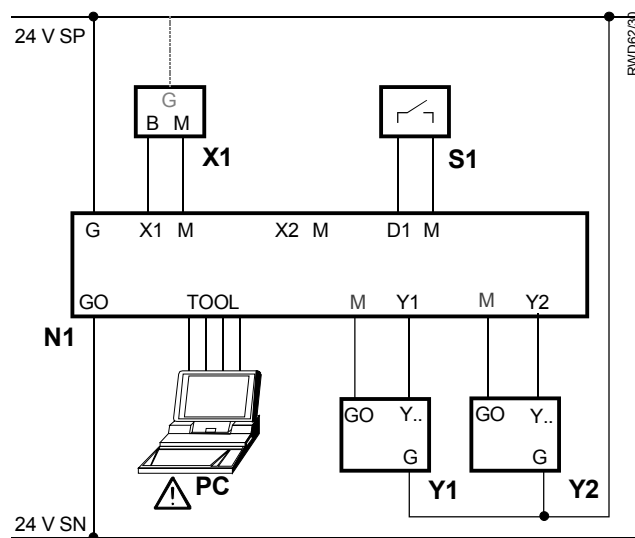 24 V SP
RWD62/30
G
B M
X1
S1
G X1 M X2 M D1 M
GO TOOL M Y1 M Y2
N1
GO Y..
G
GO Y..
G
PC
Y1
Y2
24 V SN